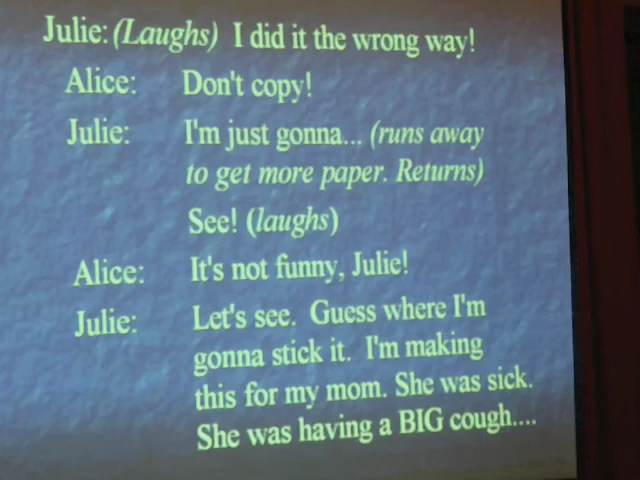 Julie: (Laughs) I did it the wrong way!
Alice: Don't copy!
Julie: I'm just gonna... (runs away
to get more paper. Returns)
See! (laughs)
Alice: It's not funny, Julie!
Julie: Let's see. Guess where I'm
gonna stick it. I'm making
this for my mom. She was sick.
She was having a BIG cough....